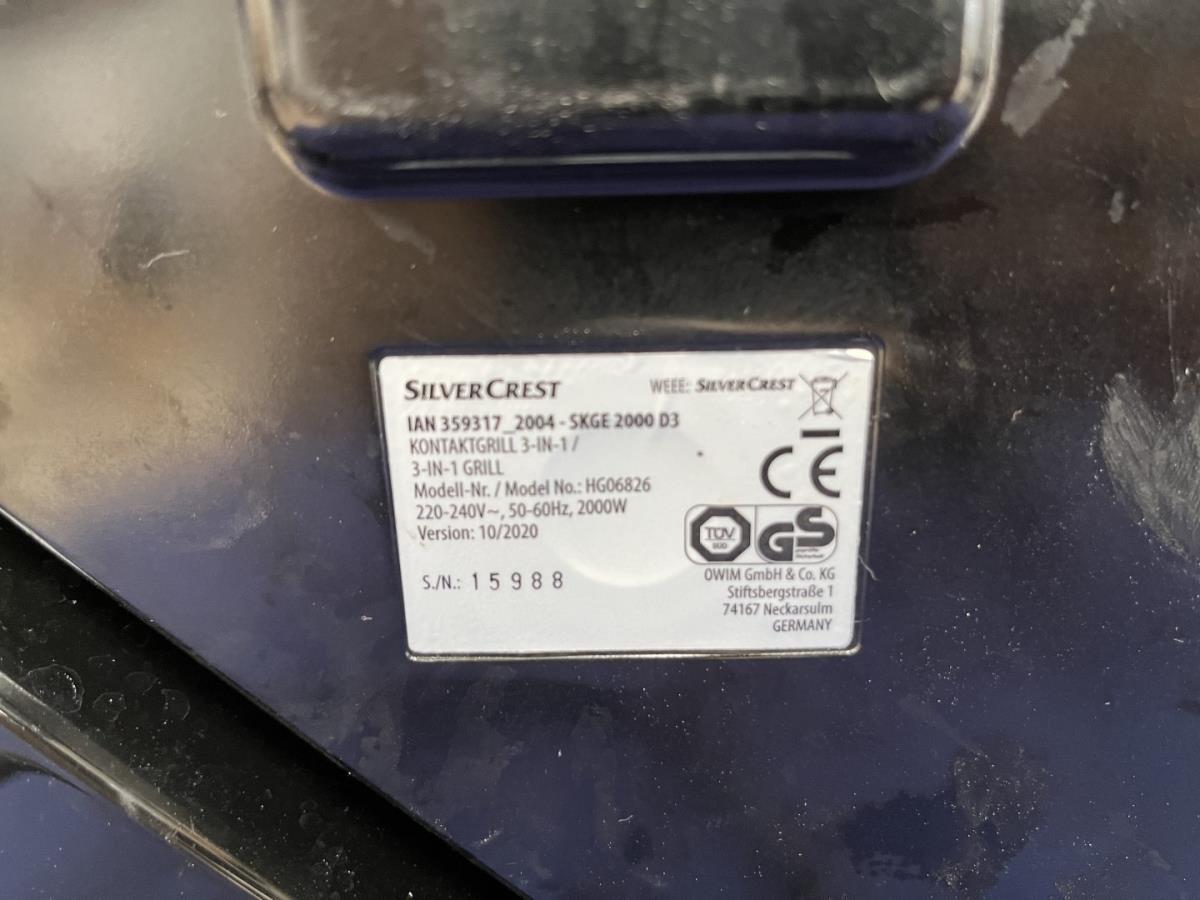 SILVERCREST
WEEE: SILVERCREST
IAN 359317_2004 - SKGE 2000 D3
KONTAKTGRILL 3-IN-1 /
3-IN-1 GRILL
Modell-Nr. / Model No.: HG06826
220-240V~, 50-60Hz, 2000W
Version: 10/2020
S./N.: 15988
CE
TÜV
SÜD
GS
geprüfte
Sicherheit
OWIM GmbH & Co. KG
Stiftsbergstraße 1
74167 Neckarsulm
GERMANY